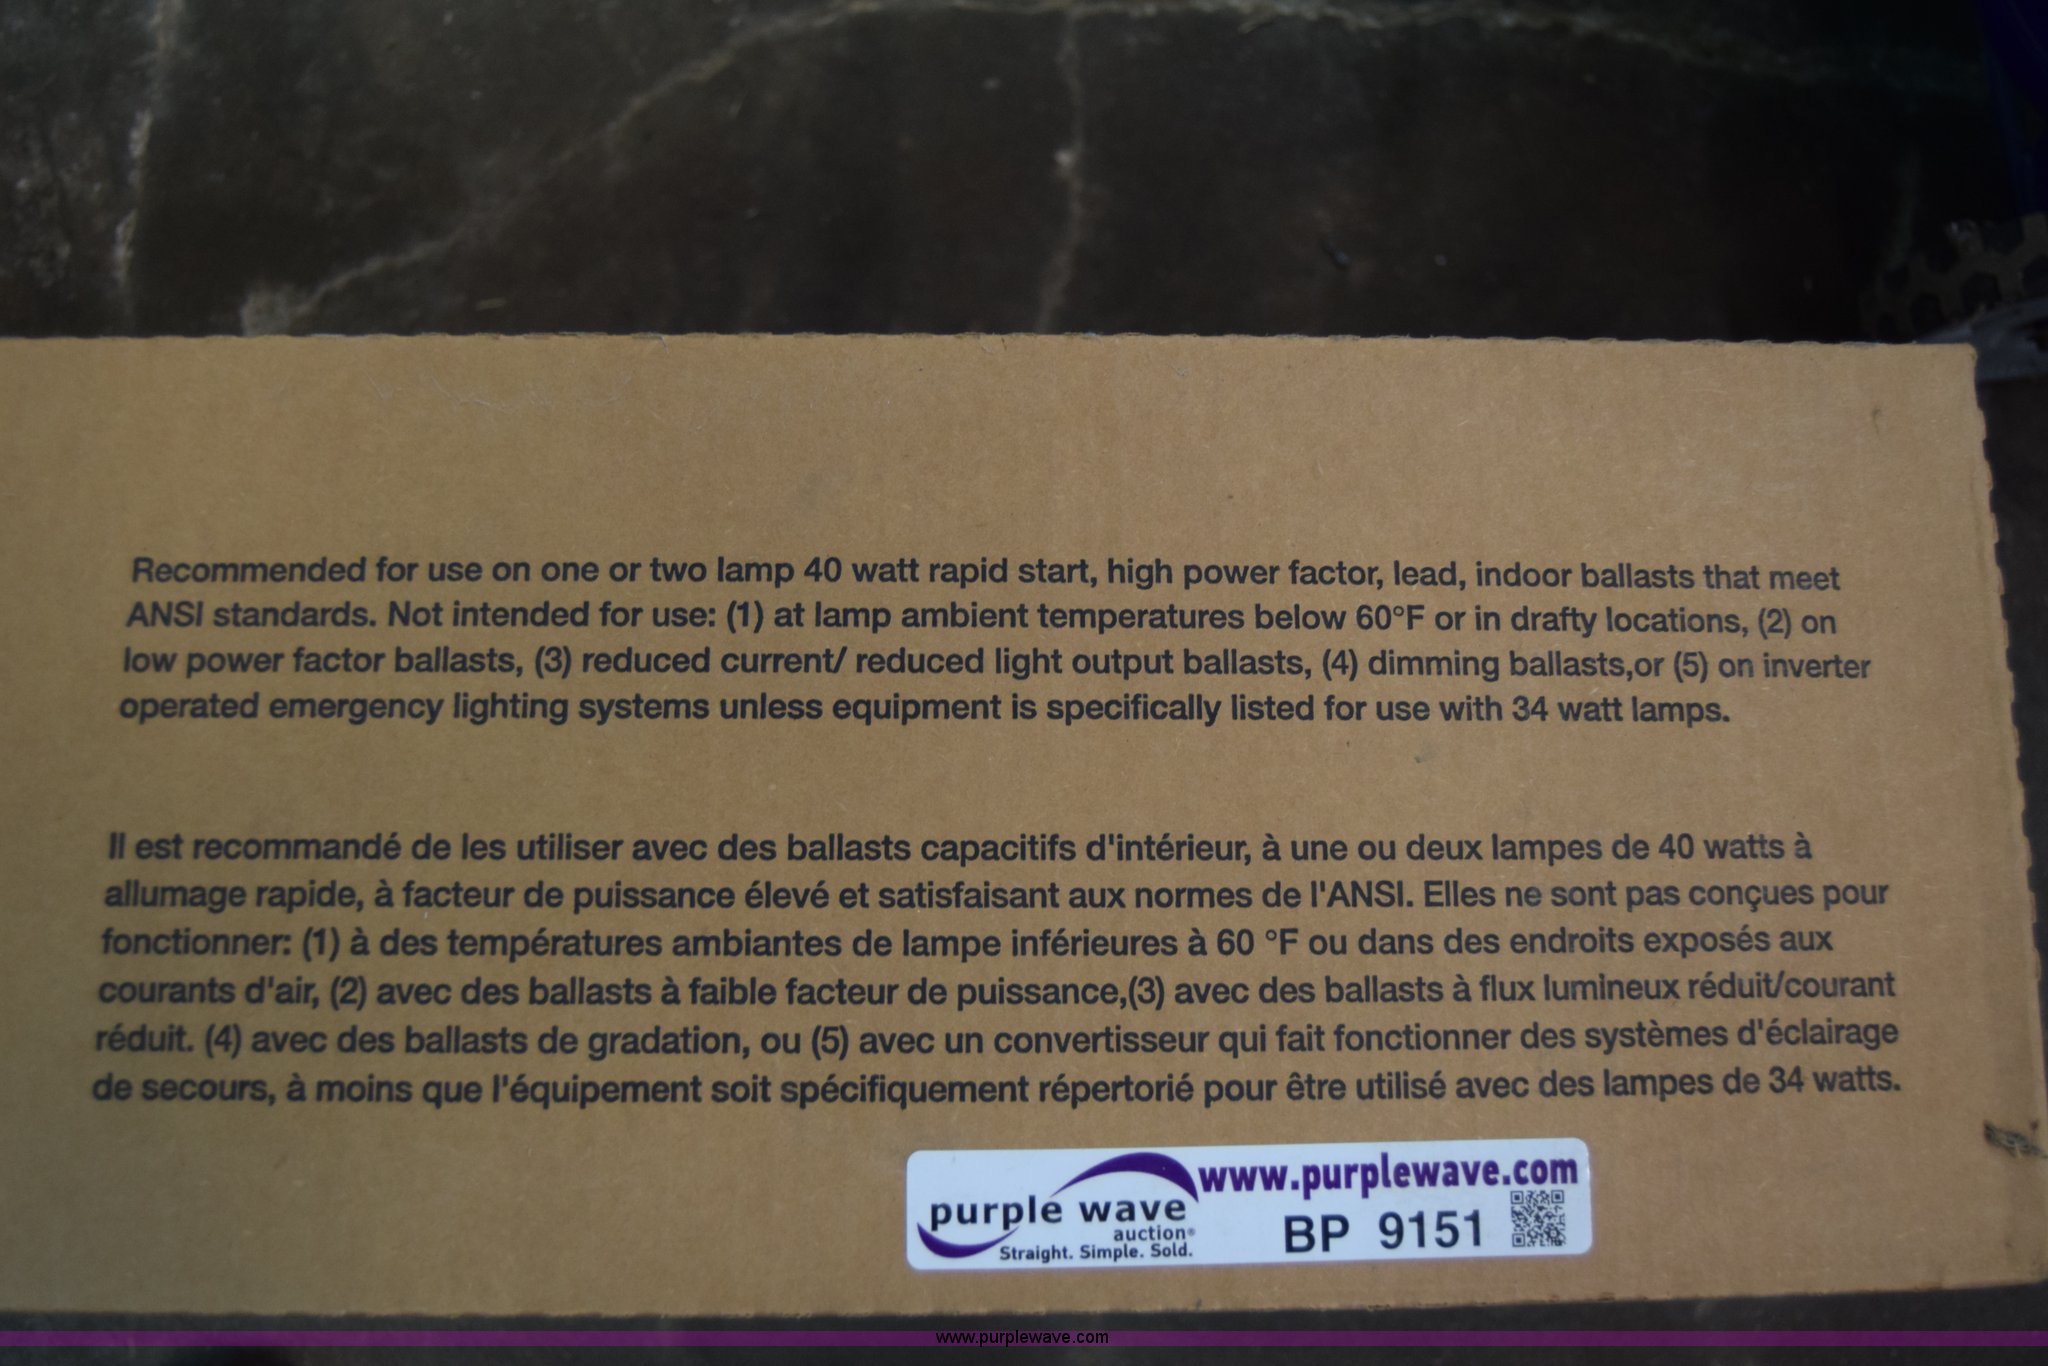 Recommended for use on one or two lamp 40 watt rapid start, high power factor, lead, indoor ballasts that meet
ANSI standards. Not intended for use: (1) at lamp ambient temperatures below 60°F or in drafty locations, (2) on
low power factor ballasts, (3) reduced current/ reduced light output ballasts, (4) dimming ballasts,or (5) on inverter
operated emergency lighting systems unless equipment is specifically listed for use with 34 watt lamps.
Il est recommandé de les utiliser avec des ballasts capacitifs d'intérieur, à une ou deux lampes de 40 watts à
allumage rapide, à facteur de puissance élevé et satisfaisant aux normes de l'ANSI. Elles ne sont pas conçues pour
fonctionner: (1) à des températures ambiantes de lampe inférieures à 60 °F ou dans des endroits exposés aux
courants d'air, (2) avec des ballasts à faible facteur de puissance,(3) avec des ballasts à flux lumineux réduit/courant
réduit. (4) avec des ballasts de gradation, ou (5) avec un convertisseur qui fait fonctionner des systèmes d'éclairage
de secours, à moins que l'équipement soit spécifiquement répertorié pour être utilisé avec des lampes de 34 watts.
www.purplewave.com
purple wave
auction®
Straight. Simple. Sold.
BP 9151
www.purplewave.com